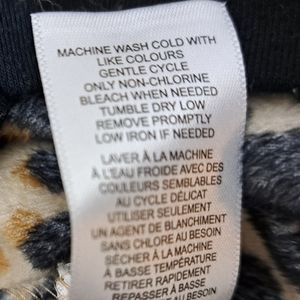 MACHINE WASH COLD WITH
LIKE COLOURS
GENTLE CYCLE
ONLY NON-CHLORINE
BLEACH WHEN NEEDED
TUMBLE DRY LOW
REMOVE PROMPTLY
LOW IRON IF NEEDED
LAVER À LA MACHINE
À L'EAU FROIDE AVEC DES
COULEURS SEMBLABLES
AU CYCLE DÉLICAT
UTILISER SEULEMENT
UN AGENT DE BLANCHIMENT
SANS CHLORE AU BESOIN
SÉCHER À LA MACHINE
À BASSE TEMPÉRATURE
RETIRER RAPIDEMENT
REPASSER À BASSE